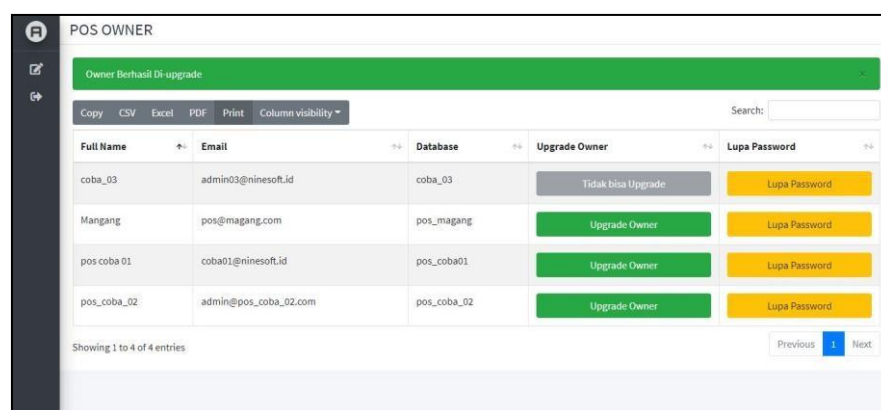 POS OWNER
Owner Berhasil Di-upgrade ×
Copy CSV Excel PDF Print Column visibility Search:
Full Name Email Database Upgrade Owner Lupa Password
coba_03 admin03@ninesoft.id coba_03 Tidak bisa Upgrade Lupa Password
Mangang pos@magang.com pos_magang Upgrade Owner Lupa Password
pos coba 01 coba01@ninesoft.id pos_coba01 Upgrade Owner Lupa Password
pos_coba_02 admin@pos_coba_02.com pos_coba_02 Upgrade Owner Lupa Password
Showing 1 to 4 of 4 entries Previous 1 Next